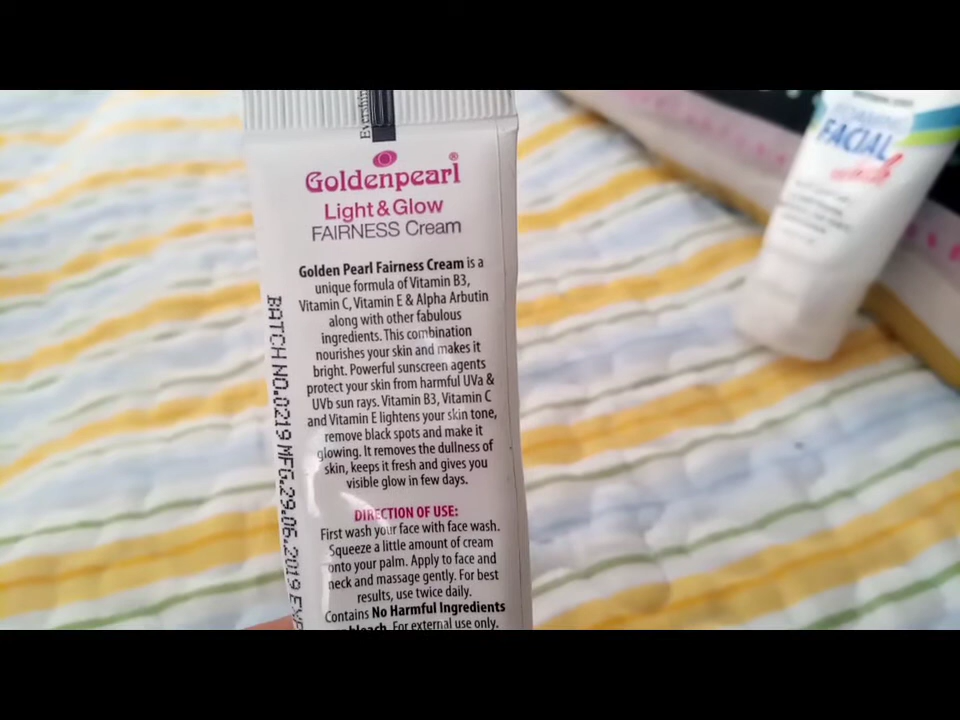 Goldenpearl®
Light & Glow
FAIRNESS Cream
Golden Pearl Fairness Cream is a
unique formula of Vitamin B3,
Vitamin C, Vitamin E & Alpha Arbutin
along with other fabulous
ingredients. This combination
nourishes your skin and makes it
bright. Powerful sunscreen agents
protect your skin from harmful UVa &
UVb sun rays. Vitamin B3, Vitamin C
and Vitamin E lightens your skin tone,
remove black spots and make it
glowing. It removes the dullness of
skin, keeps it fresh and gives you
visible glow in few days.
DIRECTION OF USE:
First wash your face with face wash.
Squeeze a little amount of cream
onto your palm. Apply to face and
neck and massage gently. For best
results, use twice daily.
Contains No Harmful Ingredients
bleach. For external use only.
BATCH NO.0219 MFG.29.06.2019 EXP
FACIAL